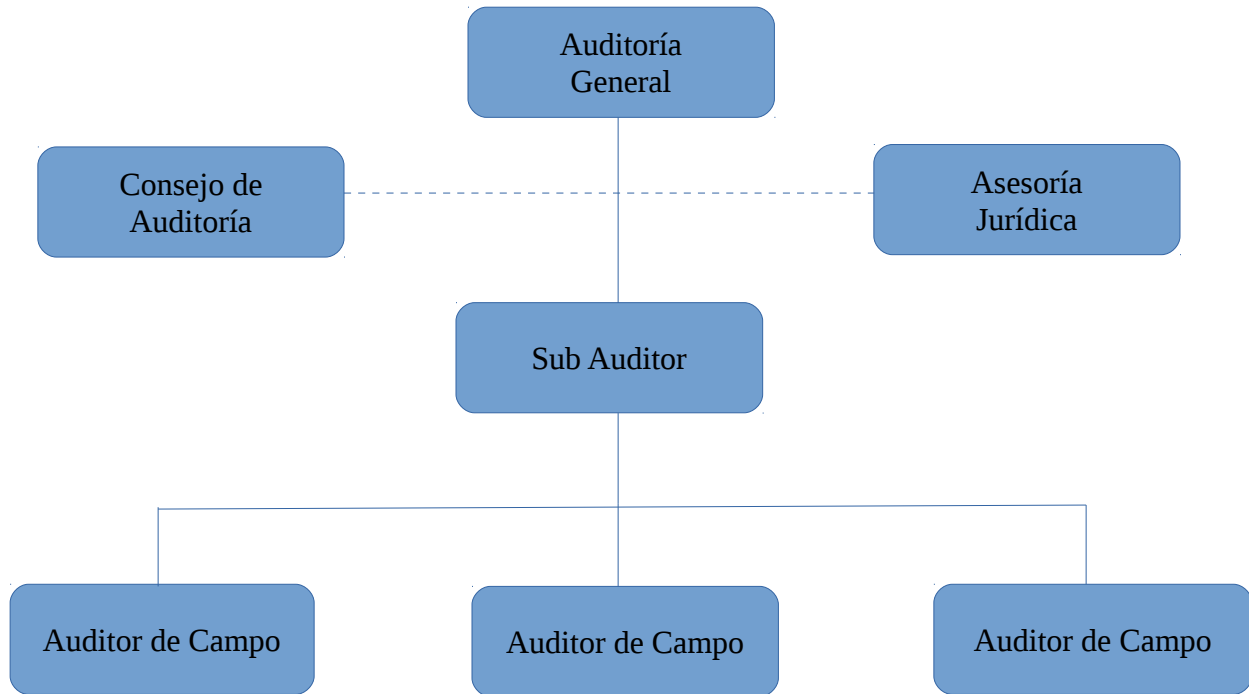 Auditoría
General
Consejo de
Auditoría
Asesoría
Jurídica
Sub Auditor
Auditor de Campo
Auditor de Campo
Auditor de Campo